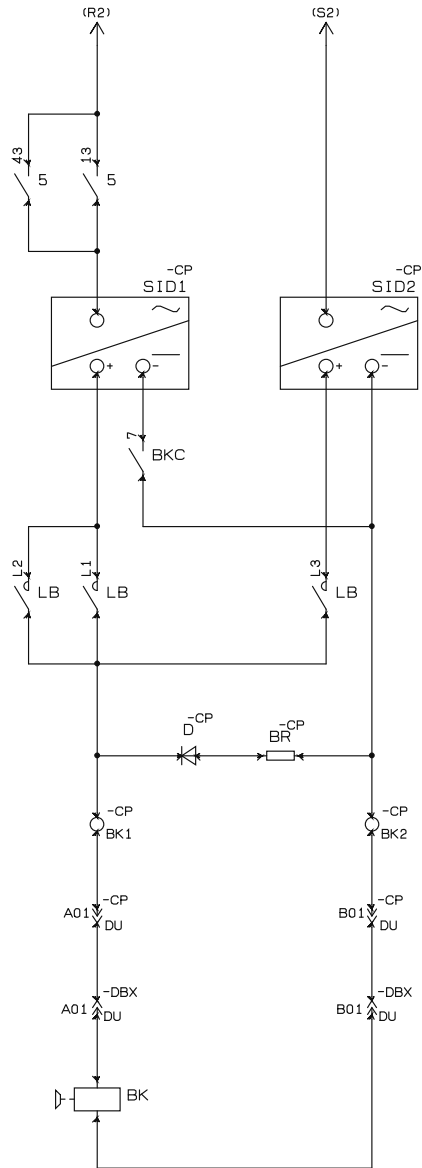 (R2) (S2)
43 5 13 5
-CP -CP
SID1 SID2
+ - + -
7 BKC
L2 LB L1 LB L3 LB
-CP -CP
D BR
-CP -CP
BK1 BK2
-CP -CP
A01 DU B01 DU
-DBX -DBX
A01 DU B01 DU
BK